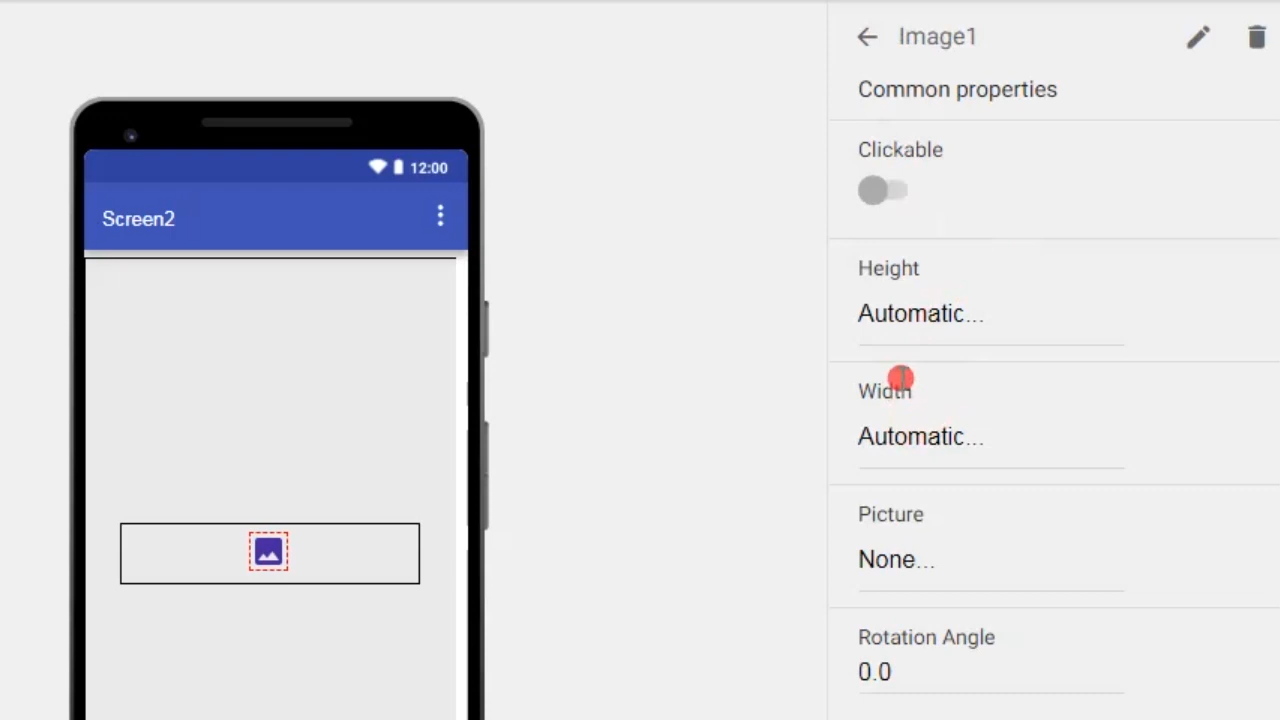 Image1
Common properties
Clickable
12:00
Screen2
Height
Automatic...
Width
Automatic...
Picture
None...
Rotation Angle
0.0